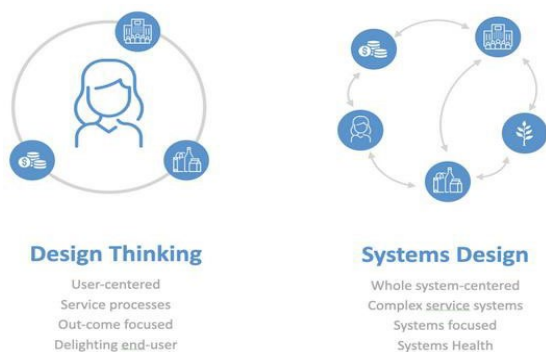 Design Thinking
User-centered
Service processes
Out-come focused
Delighting end-user
Systems Design
Whole system-centered
Complex service systems
Systems focused
Systems Health